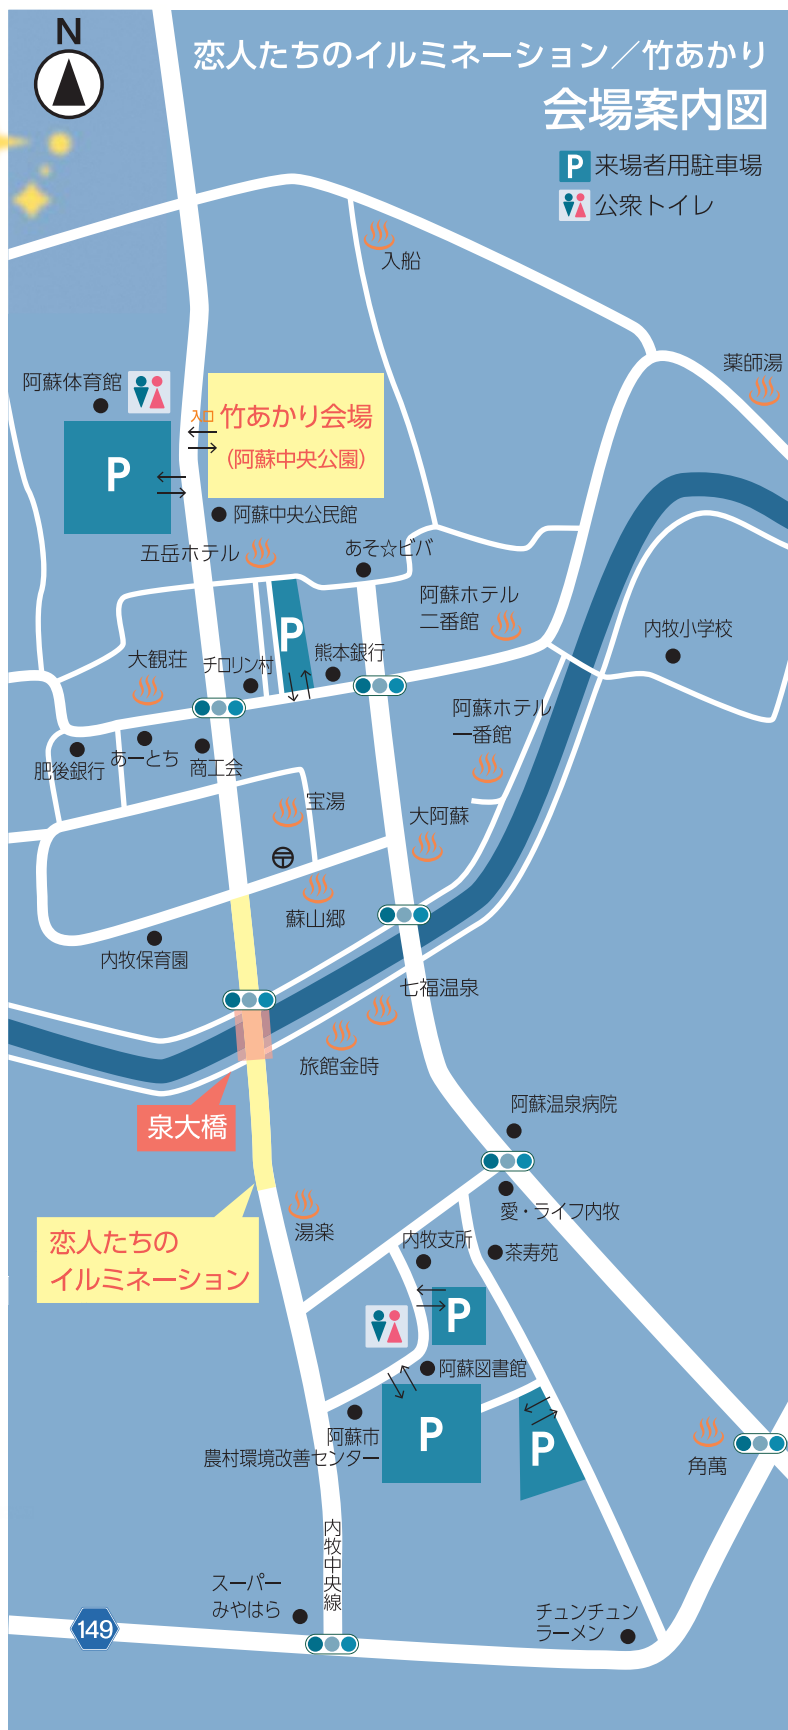 N
恋人たちのイルミネーション／竹あかり
会場案内図
P 来場者用駐車場
公衆トイレ
入船
薬師湯
阿蘇体育館
入口
竹あかり会場
（阿蘇中央公園）
P
阿蘇中央公民館
五岳ホテル
あそ☆ビバ
阿蘇ホテル
二番館
P
内牧小学校
熊本銀行
大観荘
チロリン村
阿蘇ホテル
一番館
肥後銀行
あーとち
商工会
宝湯
大阿蘇
蘇山郷
内牧保育園
七福温泉
旅館金時
泉大橋
阿蘇温泉病院
愛・ライフ内牧
湯楽
内牧支所
茶寿苑
恋人たちの
イルミネーション
P
阿蘇図書館
P
P
阿蘇市
農村環境改善センター
角萬
内牧中央線
スーパー
みやはら
チュンチュン
ラーメン
149